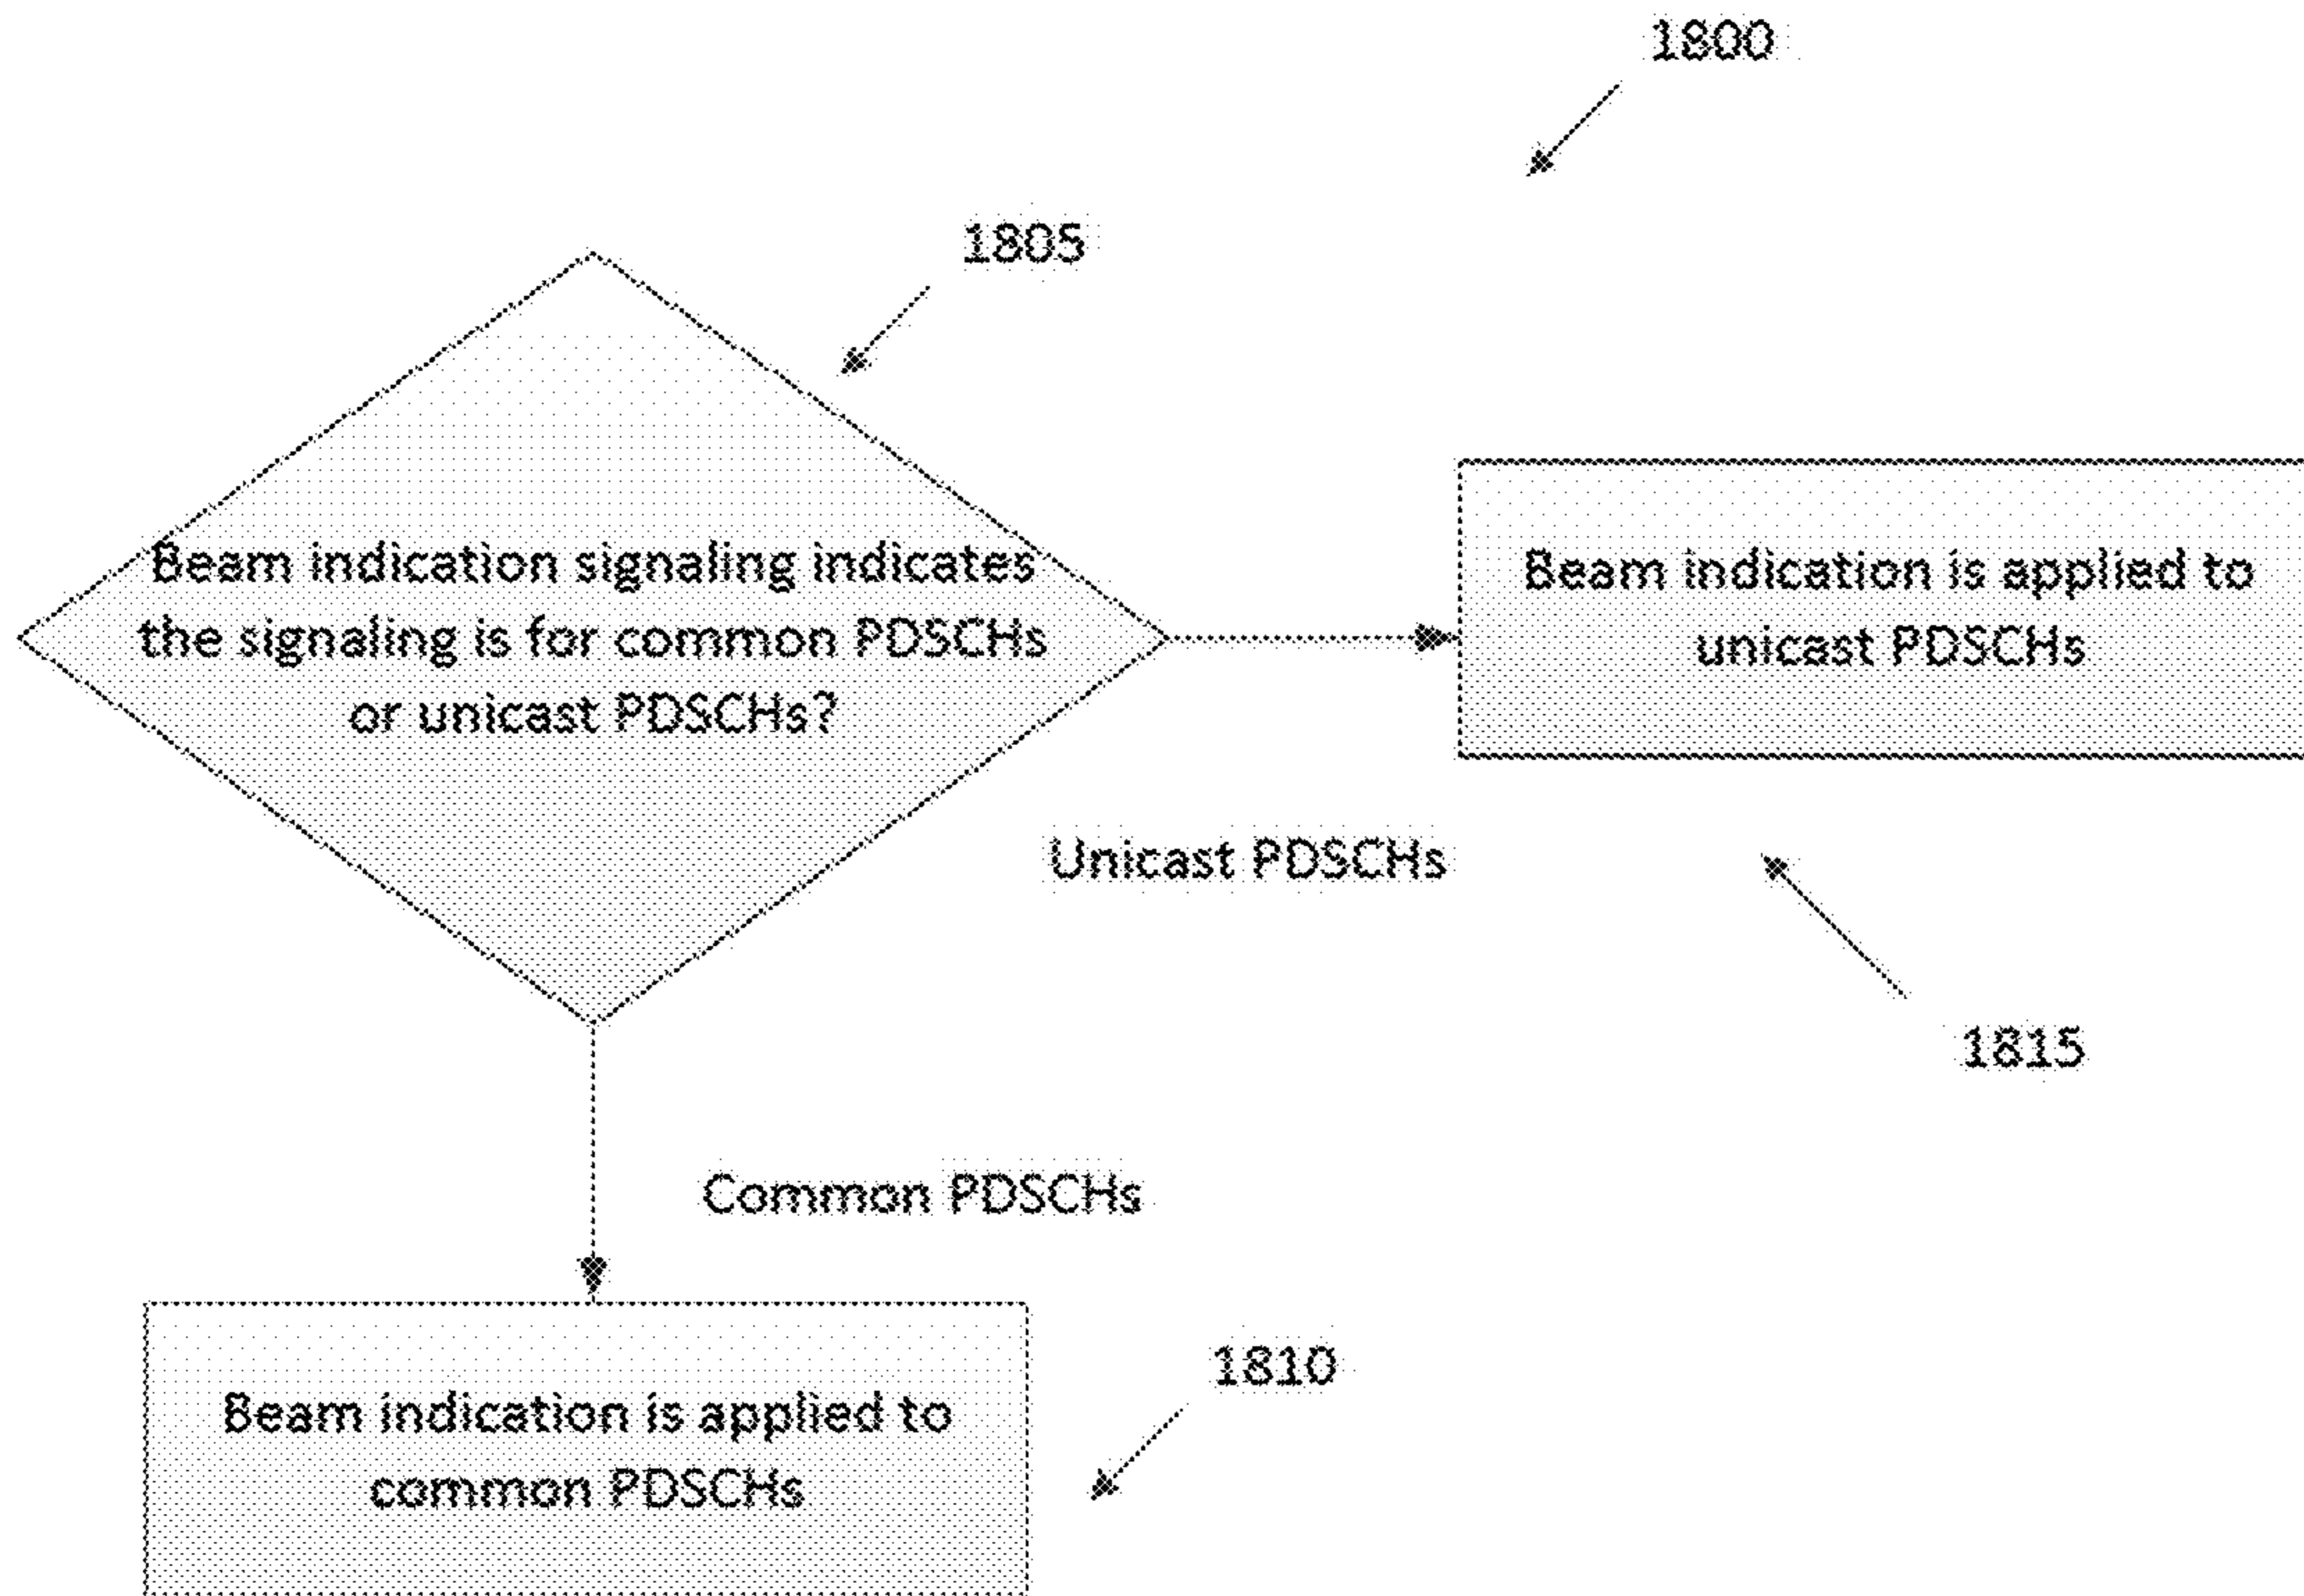 1800
1805
Beam indication signaling indicates
the signaling is for common PDSCHs
or unicast PDSCHs?
Beam indication is applied to
unicast PDSCHs
Unicast PDSCHs
1815
Common PDSCHs
1810
Beam indication is applied to
common PDSCHs